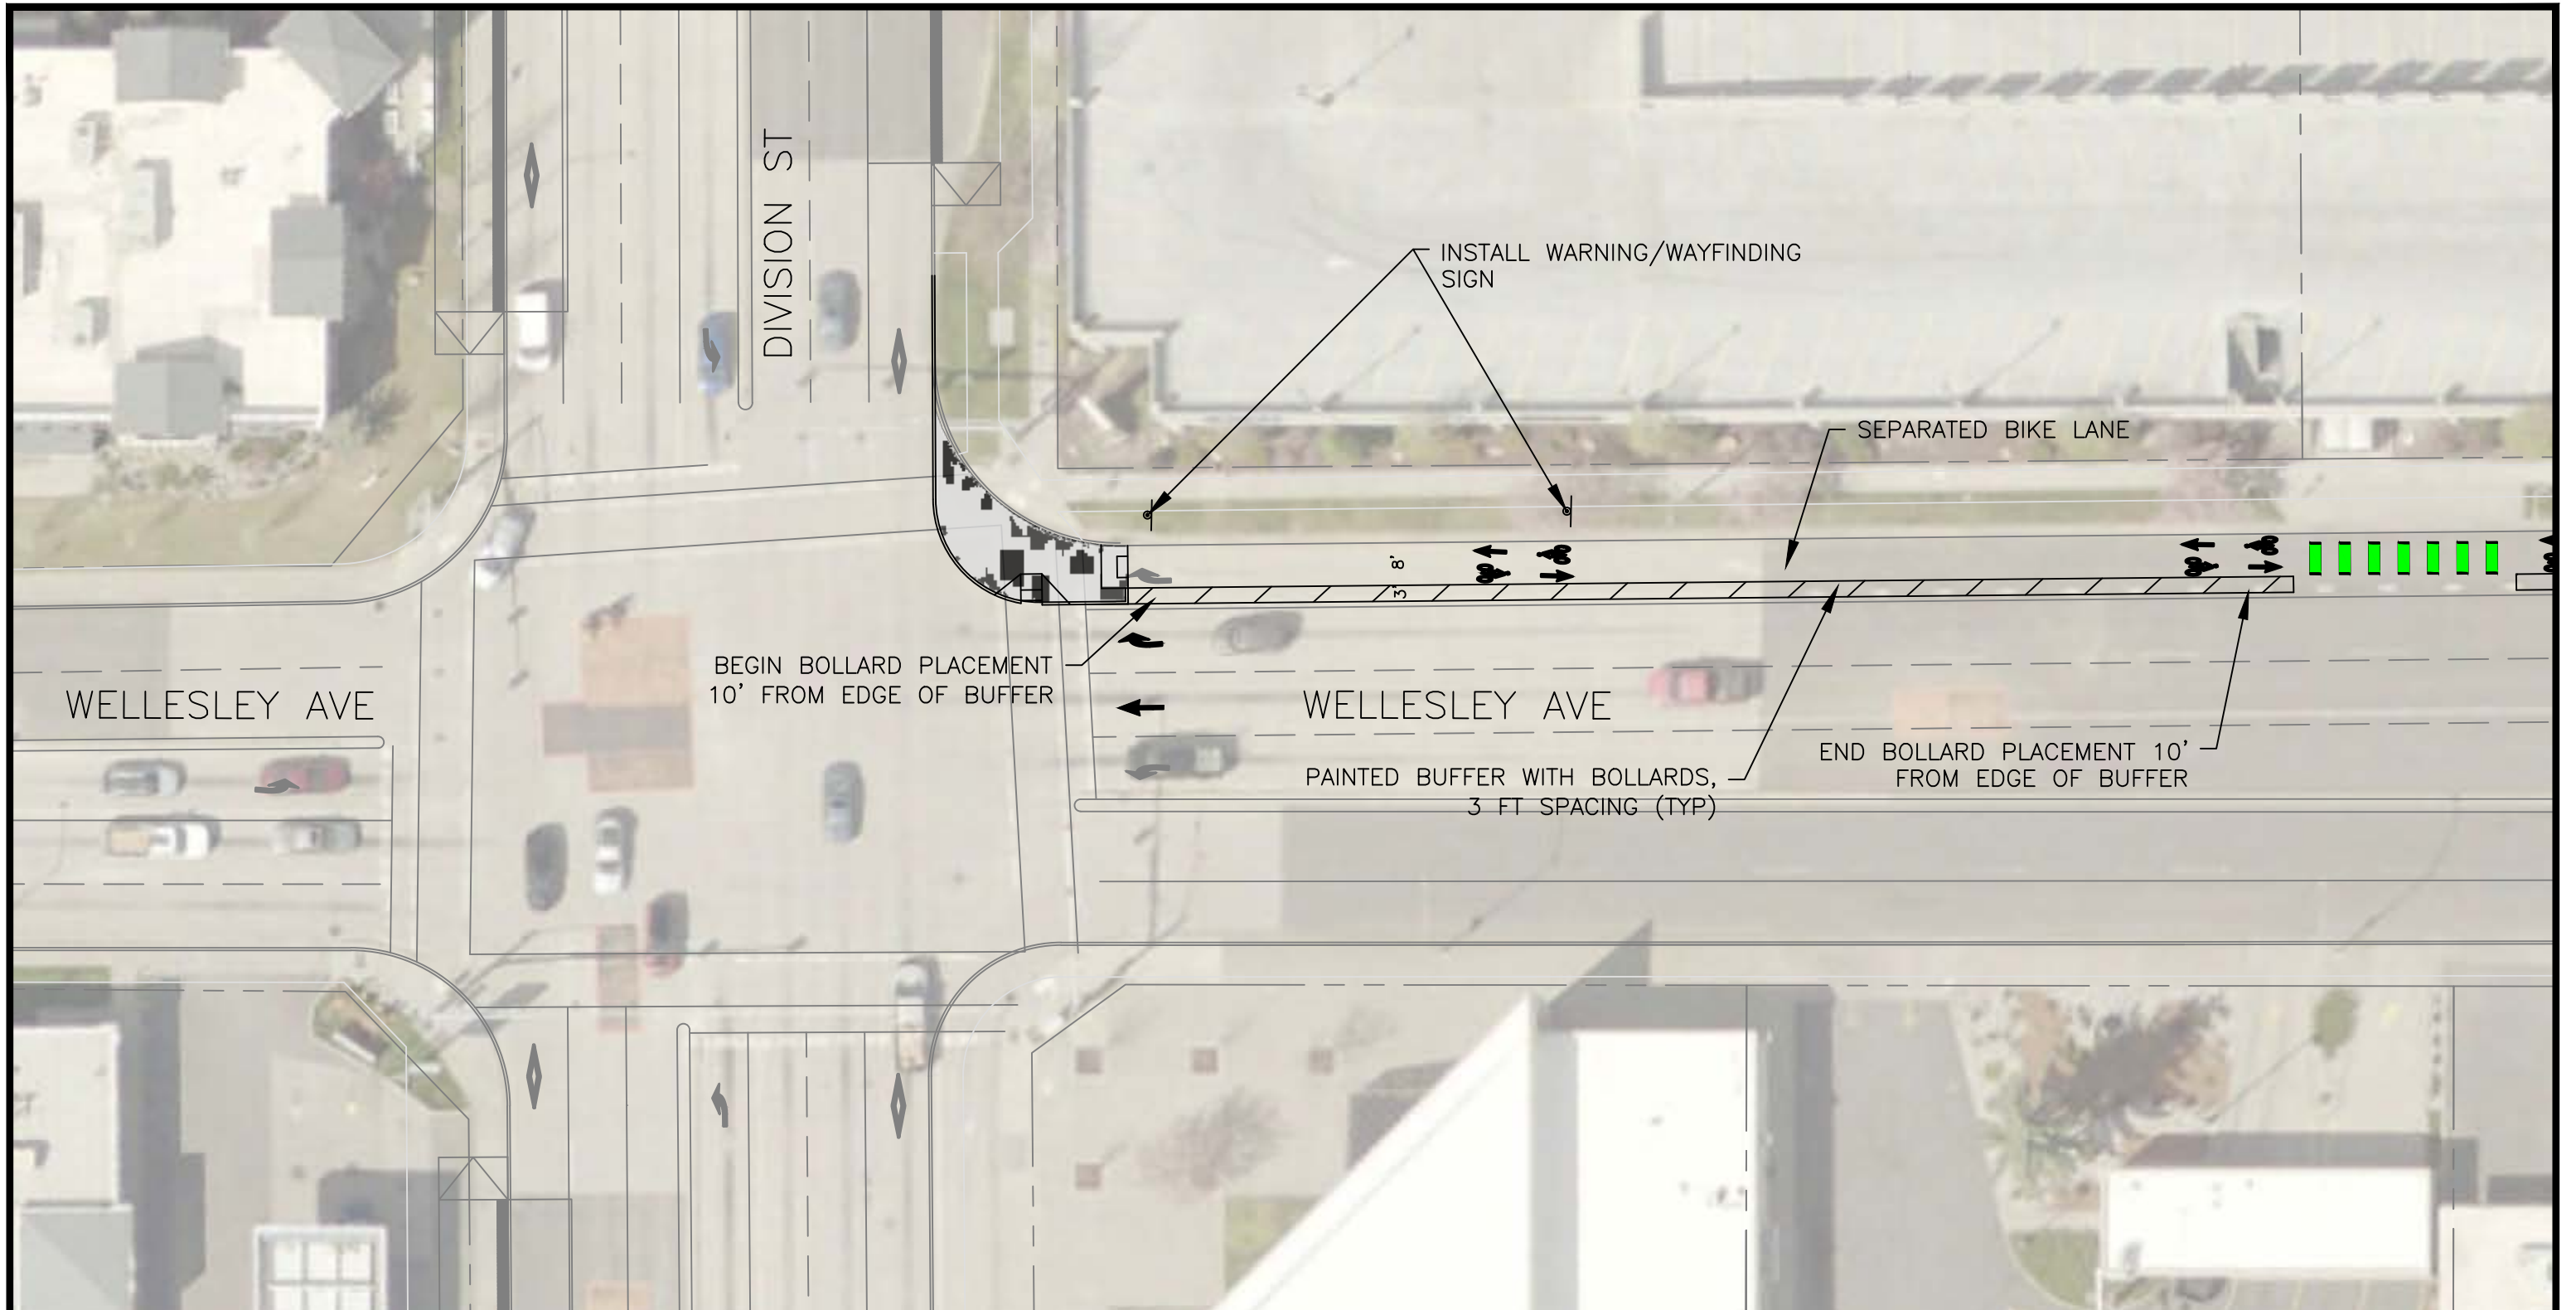 DIVISION ST
INSTALL WARNING/WAYFINDING
SIGN
SEPARATED BIKE LANE
8'
3'
BEGIN BOLLARD PLACEMENT
10' FROM EDGE OF BUFFER
WELLESLEY AVE
WELLESLEY AVE
END BOLLARD PLACEMENT 10'
FROM EDGE OF BUFFER
PAINTED BUFFER WITH BOLLARDS,
3 FT SPACING (TYP)